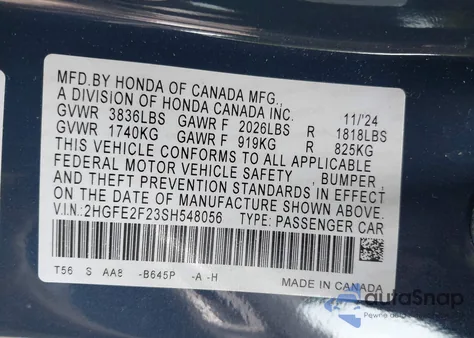 MFD.BY HONDA OF CANADA MFG.,
A DIVISION OF HONDA CANADA INC. 11/'24
GVWR 3836LBS GAWR F 2026LBS R 1818LBS
GVWR 1740KG GAWR F 919KG R 825KG
THIS VEHICLE CONFORMS TO ALL APPLICABLE
FEDERAL MOTOR VEHICLE SAFETY , BUMPER,
AND THEFT PREVENTION STANDARDS IN EFFECT
ON THE DATE OF MANUFACTURE SHOWN ABOVE.
V.I.N.:2HGFE2F23SH548056 TYPE: PASSENGER CAR
T56 S AA8 -B645P -A -H
MADE IN CANADA
autoSnap